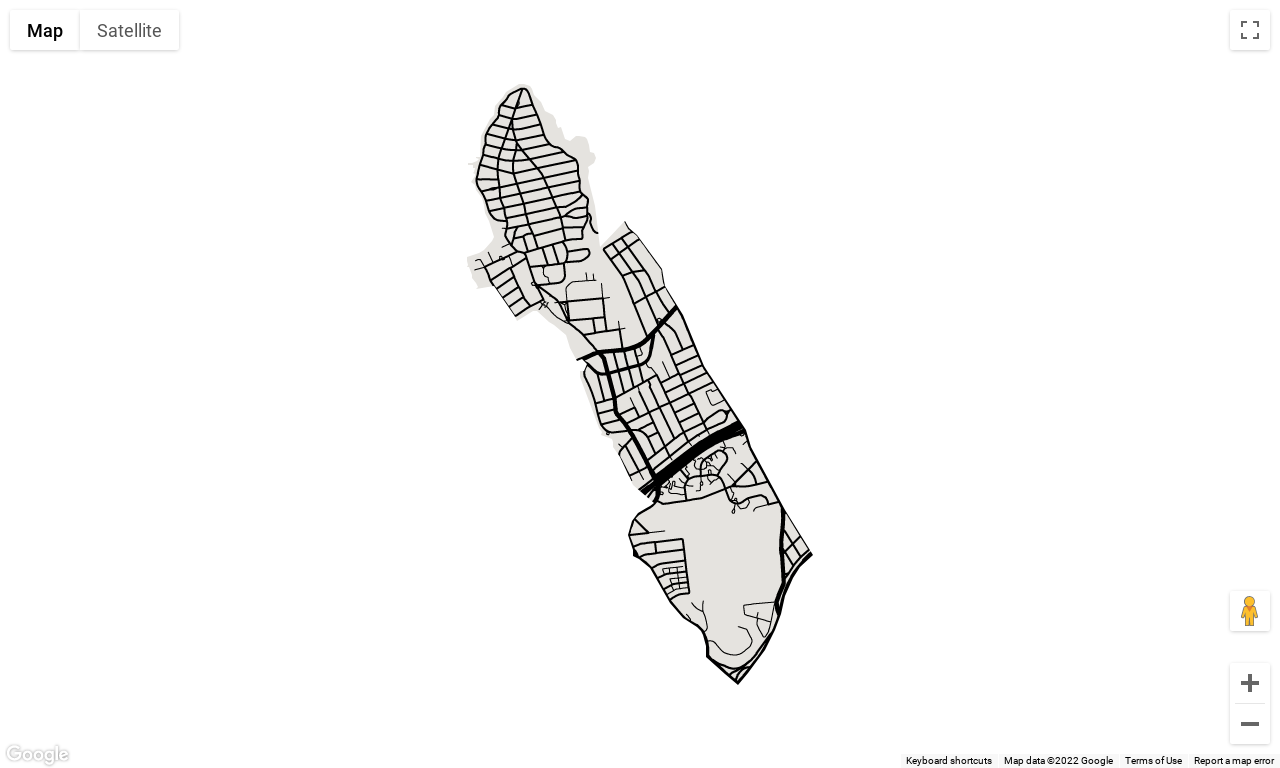 Map
Satellite
Google
Keyboard shortcuts
Map data ©2022 Google
Terms of Use
Report a map error